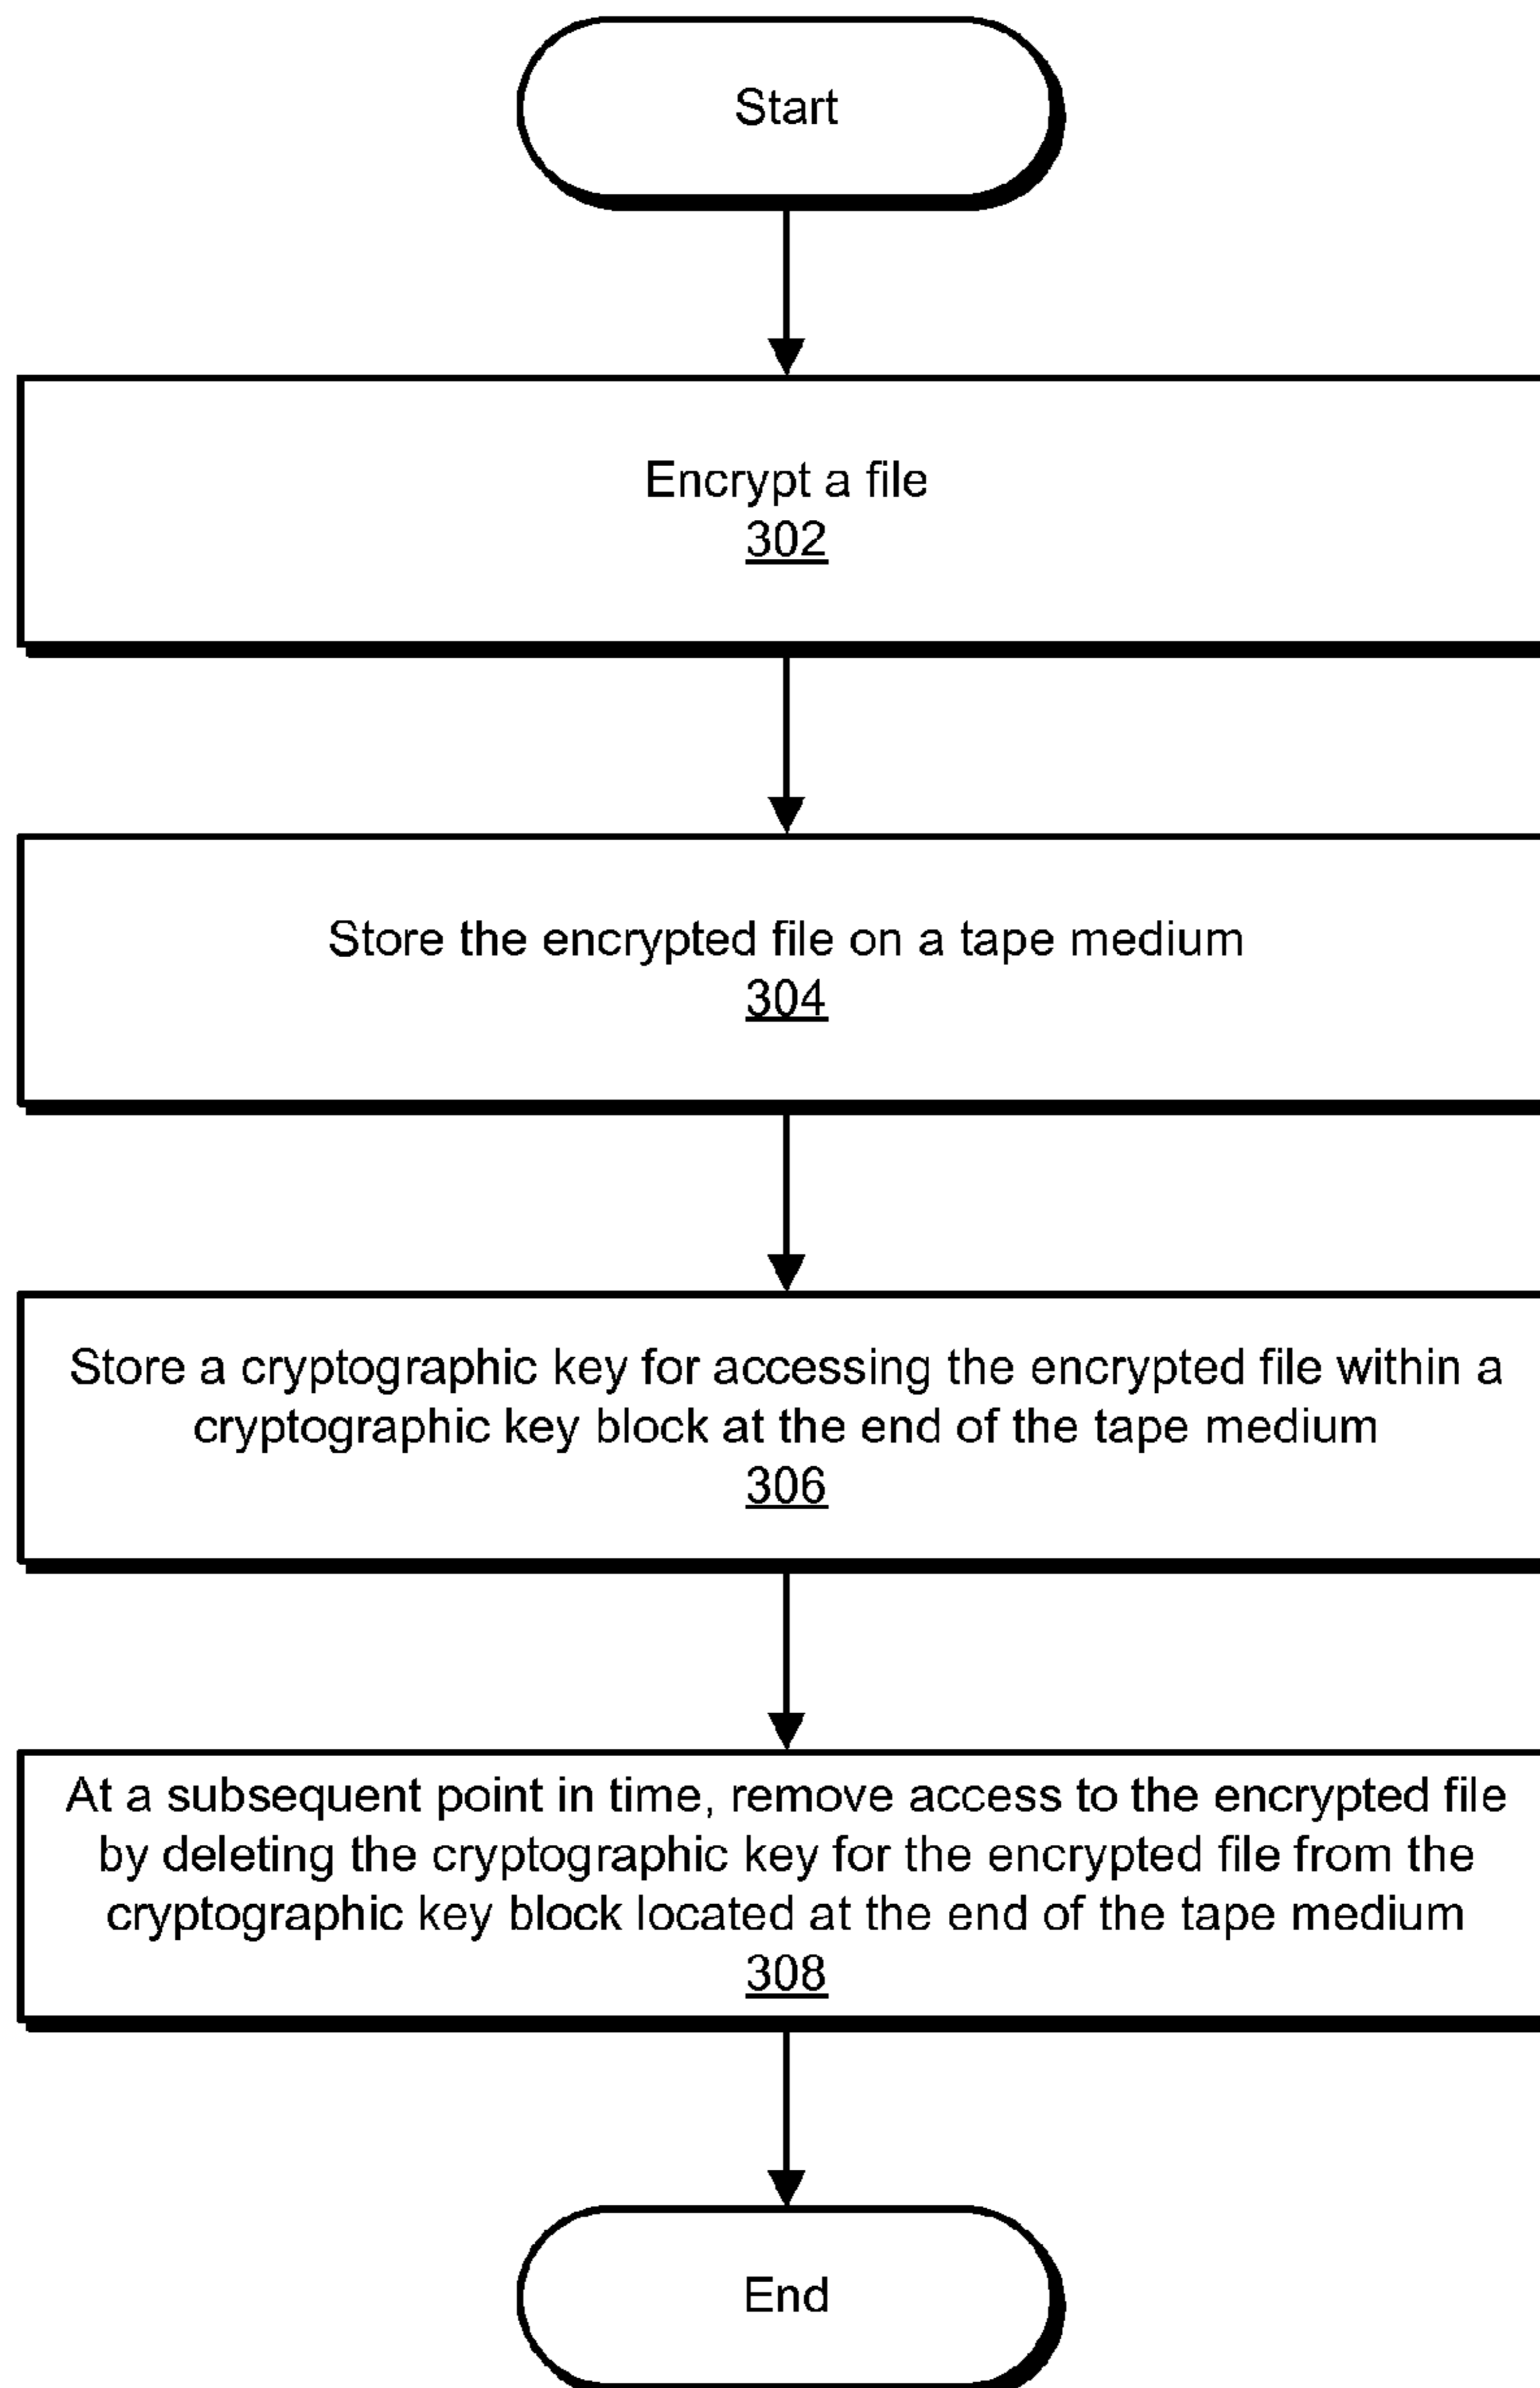 Start
Encrypt a file
302
Store the encrypted file on a tape medium
304
Store a cryptographic key for accessing the encrypted file within a
cryptographic key block at the end of the tape medium
306
At a subsequent point in time, remove access to the encrypted file
by deleting the cryptographic key for the encrypted file from the
cryptographic key block located at the end of the tape medium
308
End